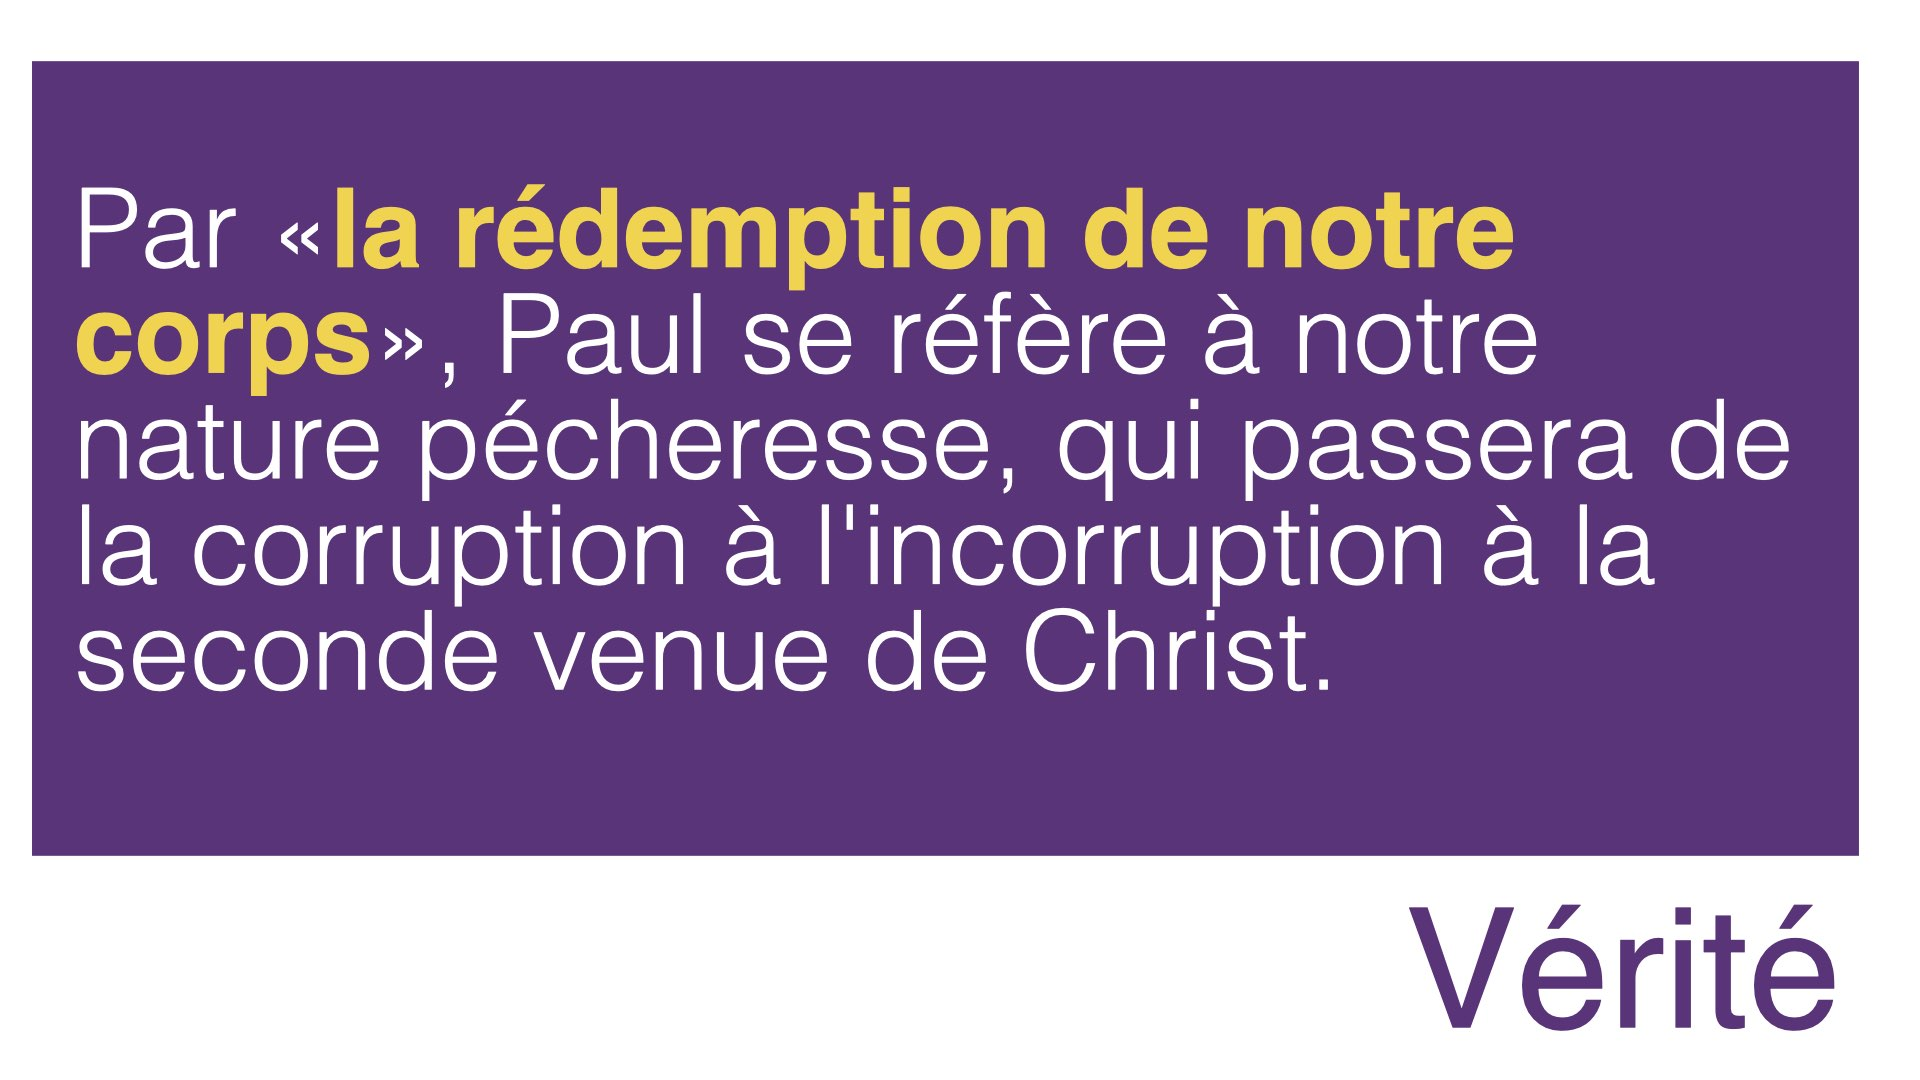 Par «la rédemption de notre
corps», Paul se réfère à notre
nature pécheresse, qui passera de
la corruption à l'incorruption à la
seconde venue de Christ.
Vérité